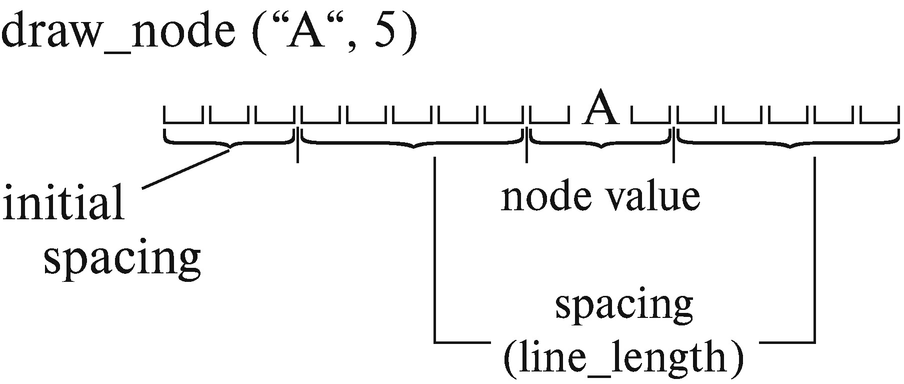 draw_node (“A“, 5)
A
initial
spacing
node value
spacing
(line_length)